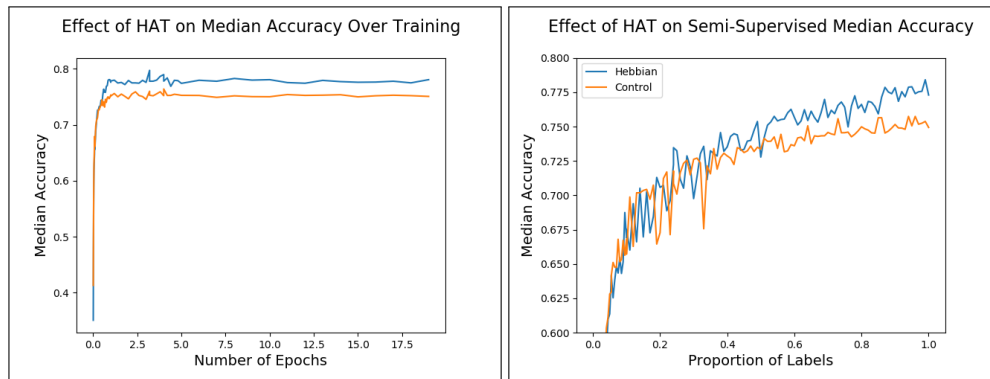 Effect of HAT on Median Accuracy Over Training
0.8
0.7
0.6
0.5
0.4
Median Accuracy
0.0 2.5 5.0 7.5 10.0 12.5 15.0 17.5
Number of Epochs
Effect of HAT on Semi-Supervised Median Accuracy
Hebbian
Control
0.800
0.775
0.750
0.725
0.700
0.675
0.650
0.625
0.600
Median Accuracy
0.0 0.2 0.4 0.6 0.8 1.0
Proportion of Labels